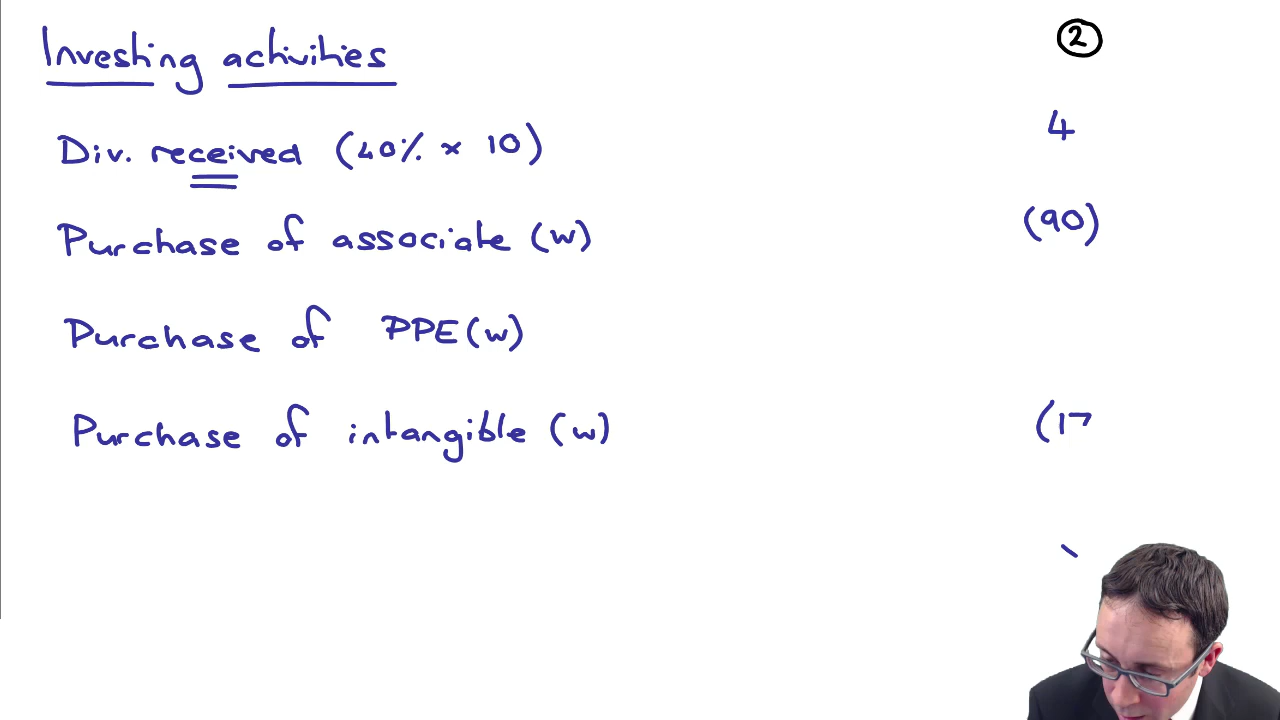 Investing activities ②
Div. received (40% × 10) 4
Purchase of associate (w) (90)
Purchase of PPE (w)
Purchase of intangible (w) (17